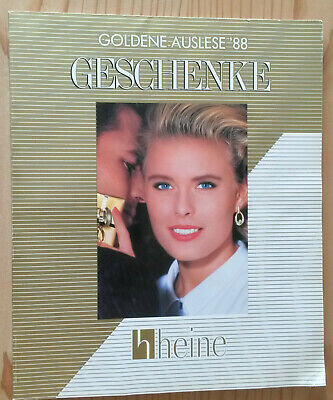 GOLDENE AUSLESE '88
GESCHENKE
h heine